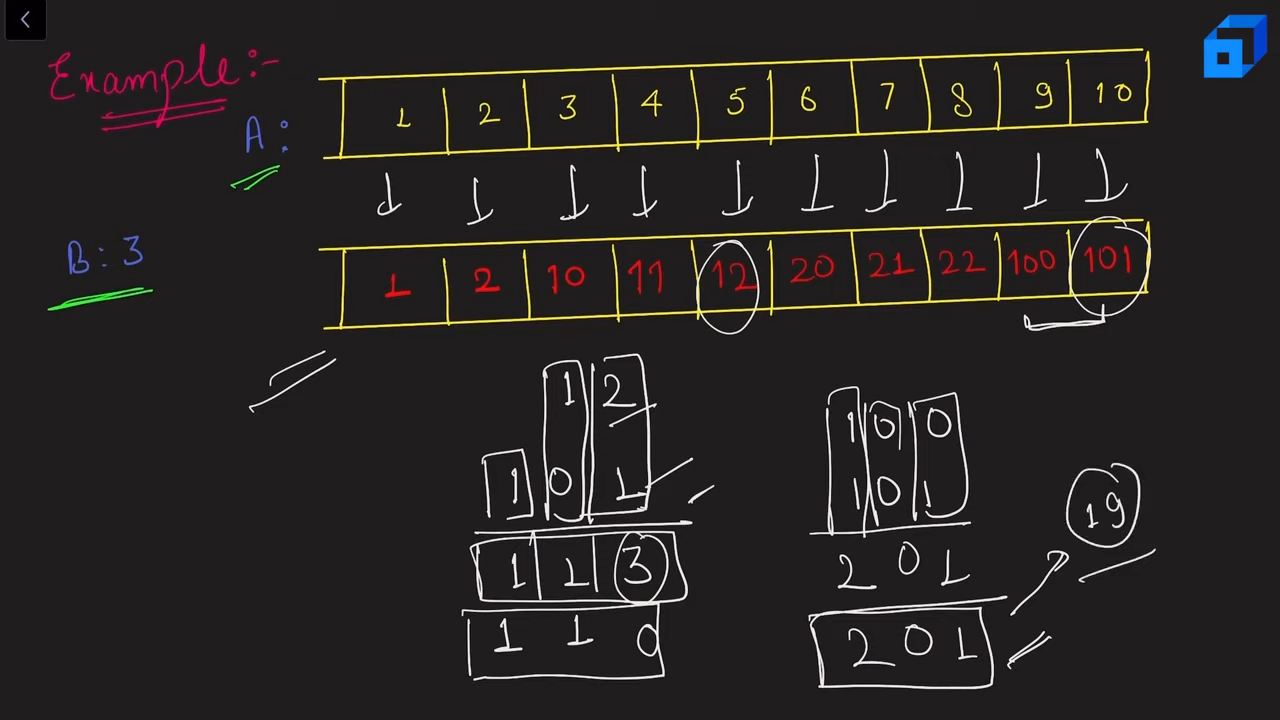 Example:-
A: 1 2 3 4 5 6 7 8 9 10
B: 3 1 2 10 11 12 20 21 22 100 101
1 2
1 0 1
1 1 3
1 1 0
1 0 0
1 0 1
2 0 1
2 0 1
19